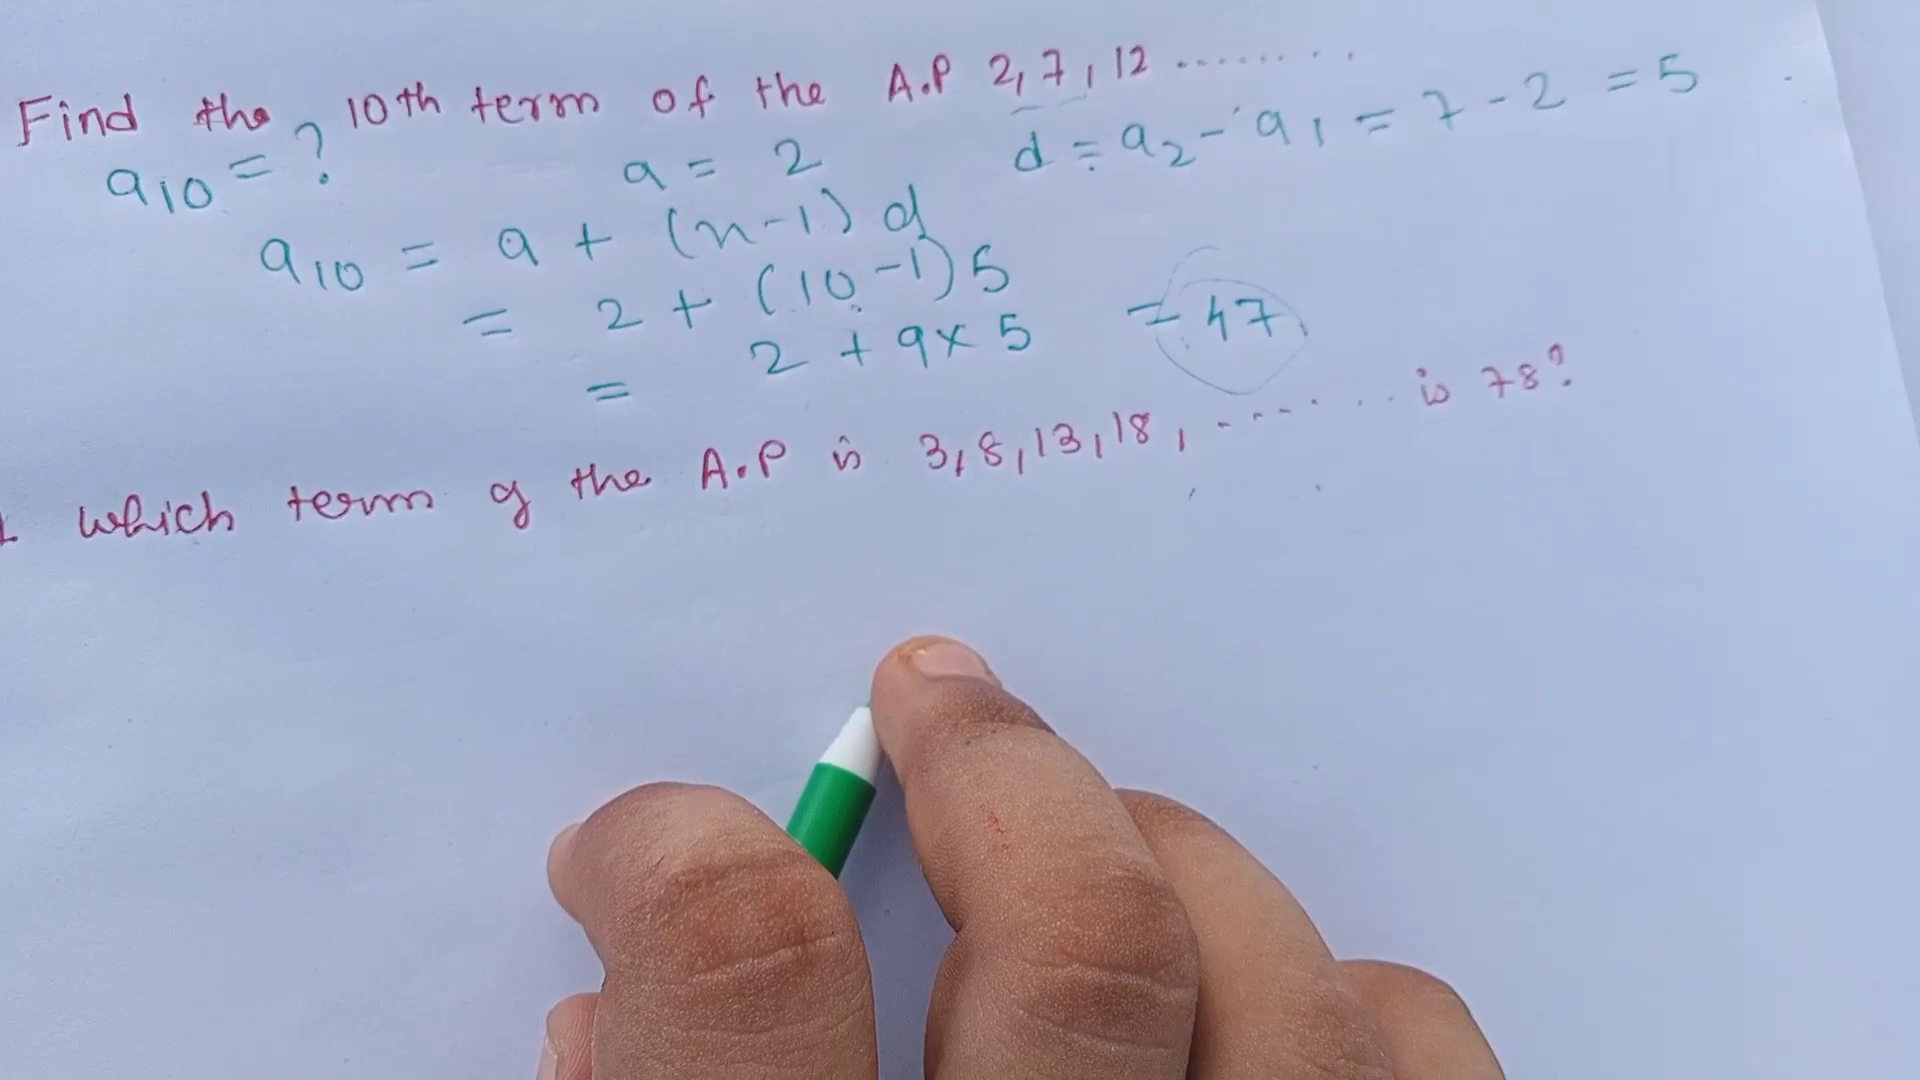 Find the 10th term of the A.P 2, 7, 12 ........
a10 = ? a = 2 d = a2 - a1 = 7 - 2 = 5
a10 = a + (n-1) d
= 2 + (10-1) 5
= 2 + 9 x 5 = 47
which term of the A.P is 3, 8, 13, 18, ....... is 78?